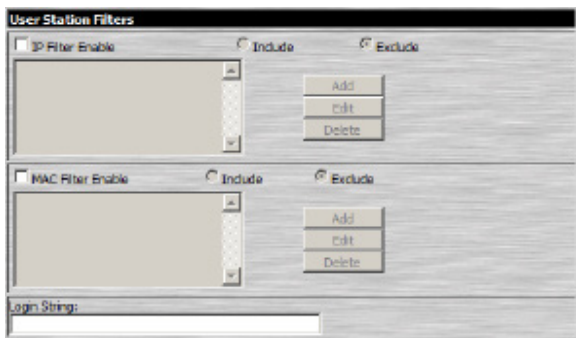 User Station Filters
IP Filter Enable Include Exclude
Add
Edit
Delete
MAC Filter Enable Include Exclude
Add
Edit
Delete
Login String: